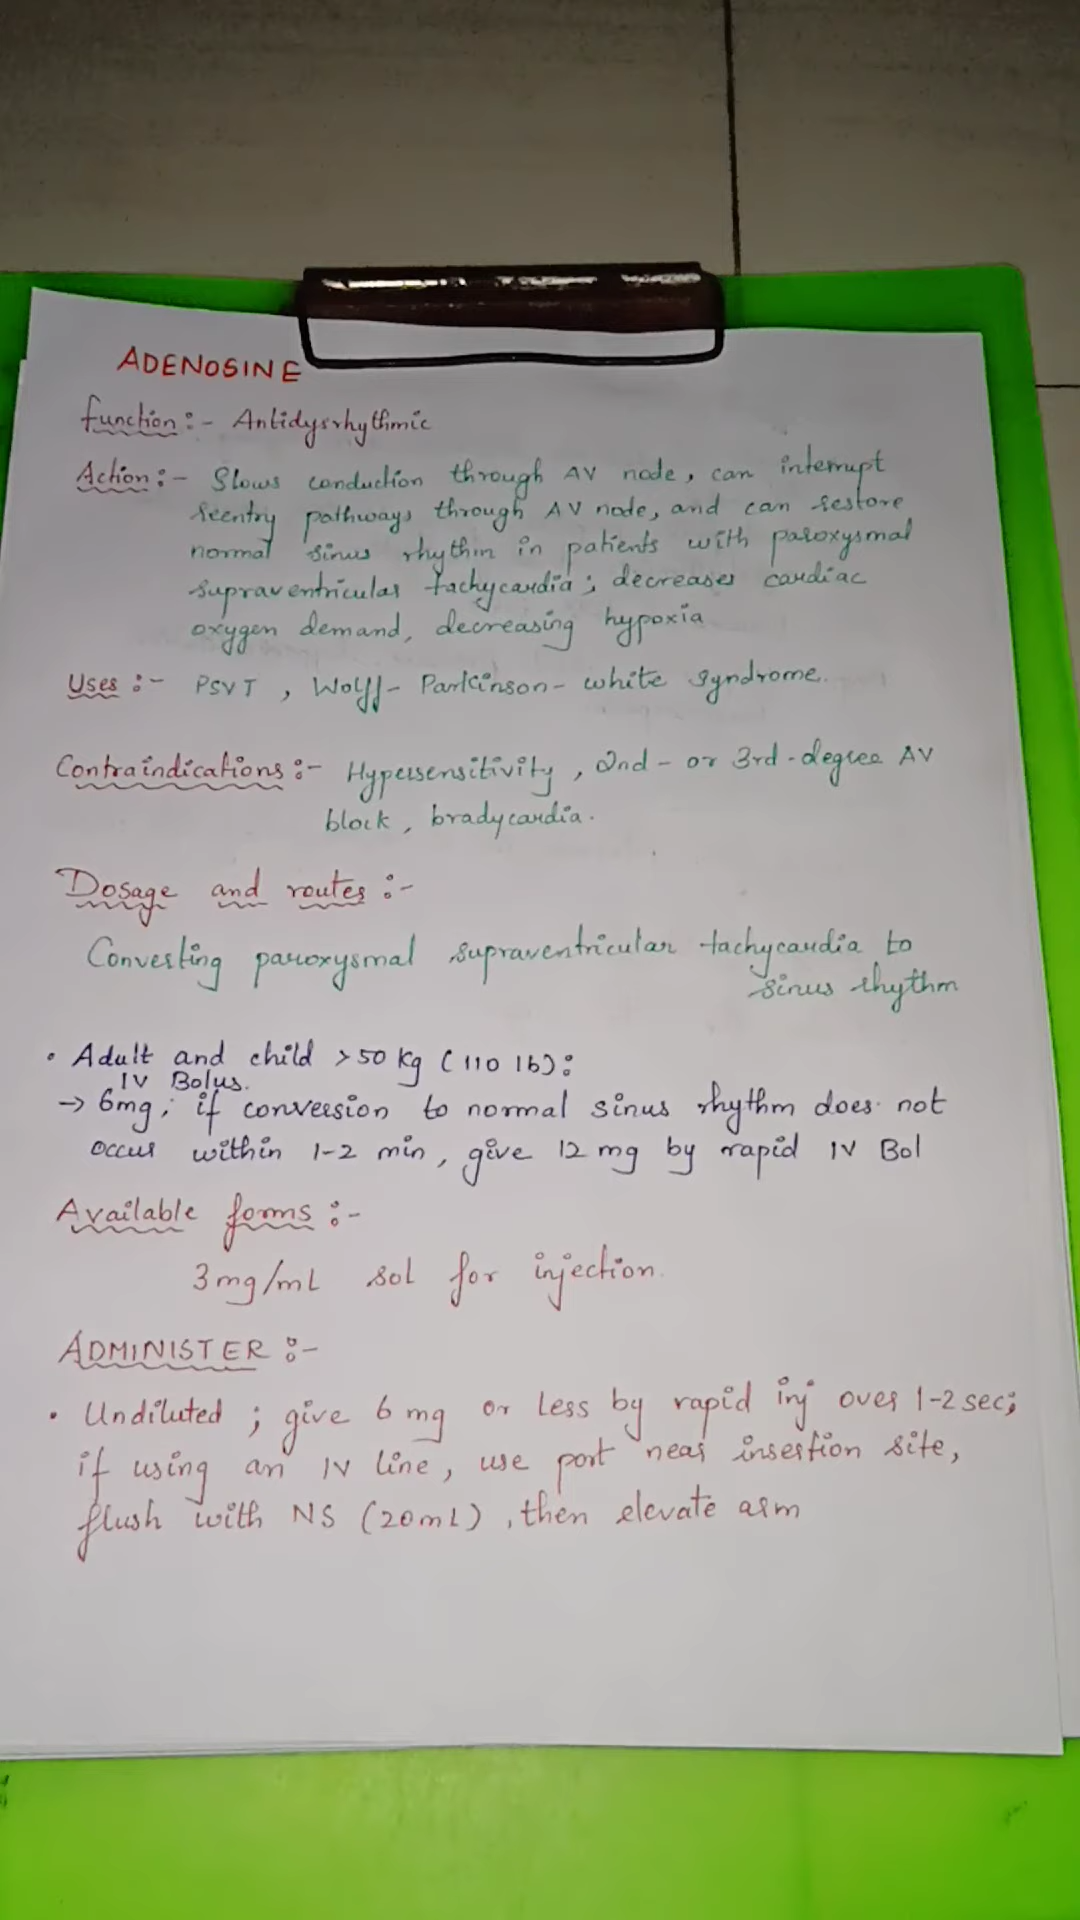 ADENOSINE
Function:- Antidysrhythmic
Action:- Slows conduction through AV node, can interrupt
reentry pathways through AV node, and can restore
normal sinus rhythm in patients with paroxysmal
supraventricular tachycardia; decreases cardiac
oxygen demand, decreasing hypoxia
Uses:- PSVT, Wolff-Parkinson-white syndrome.
Contraindications:- Hypersensitivity, 2nd- or 3rd-degree AV
block, bradycardia.
Dosage and routes:-
Converting paroxysmal supraventricular tachycardia to
sinus rhythm
• Adult and child >50 kg (110 lb):
IV Bolus.
→ 6mg; if conversion to normal sinus rhythm does not
occur within 1-2 min, give 12 mg by rapid IV Bol
Available forms:-
3mg/mL sol for injection.
ADMINISTER:-
• Undiluted; give 6 mg or less by rapid inj over 1-2 sec;
if using an IV line, use port near insertion site,
flush with NS (20mL), then elevate arm